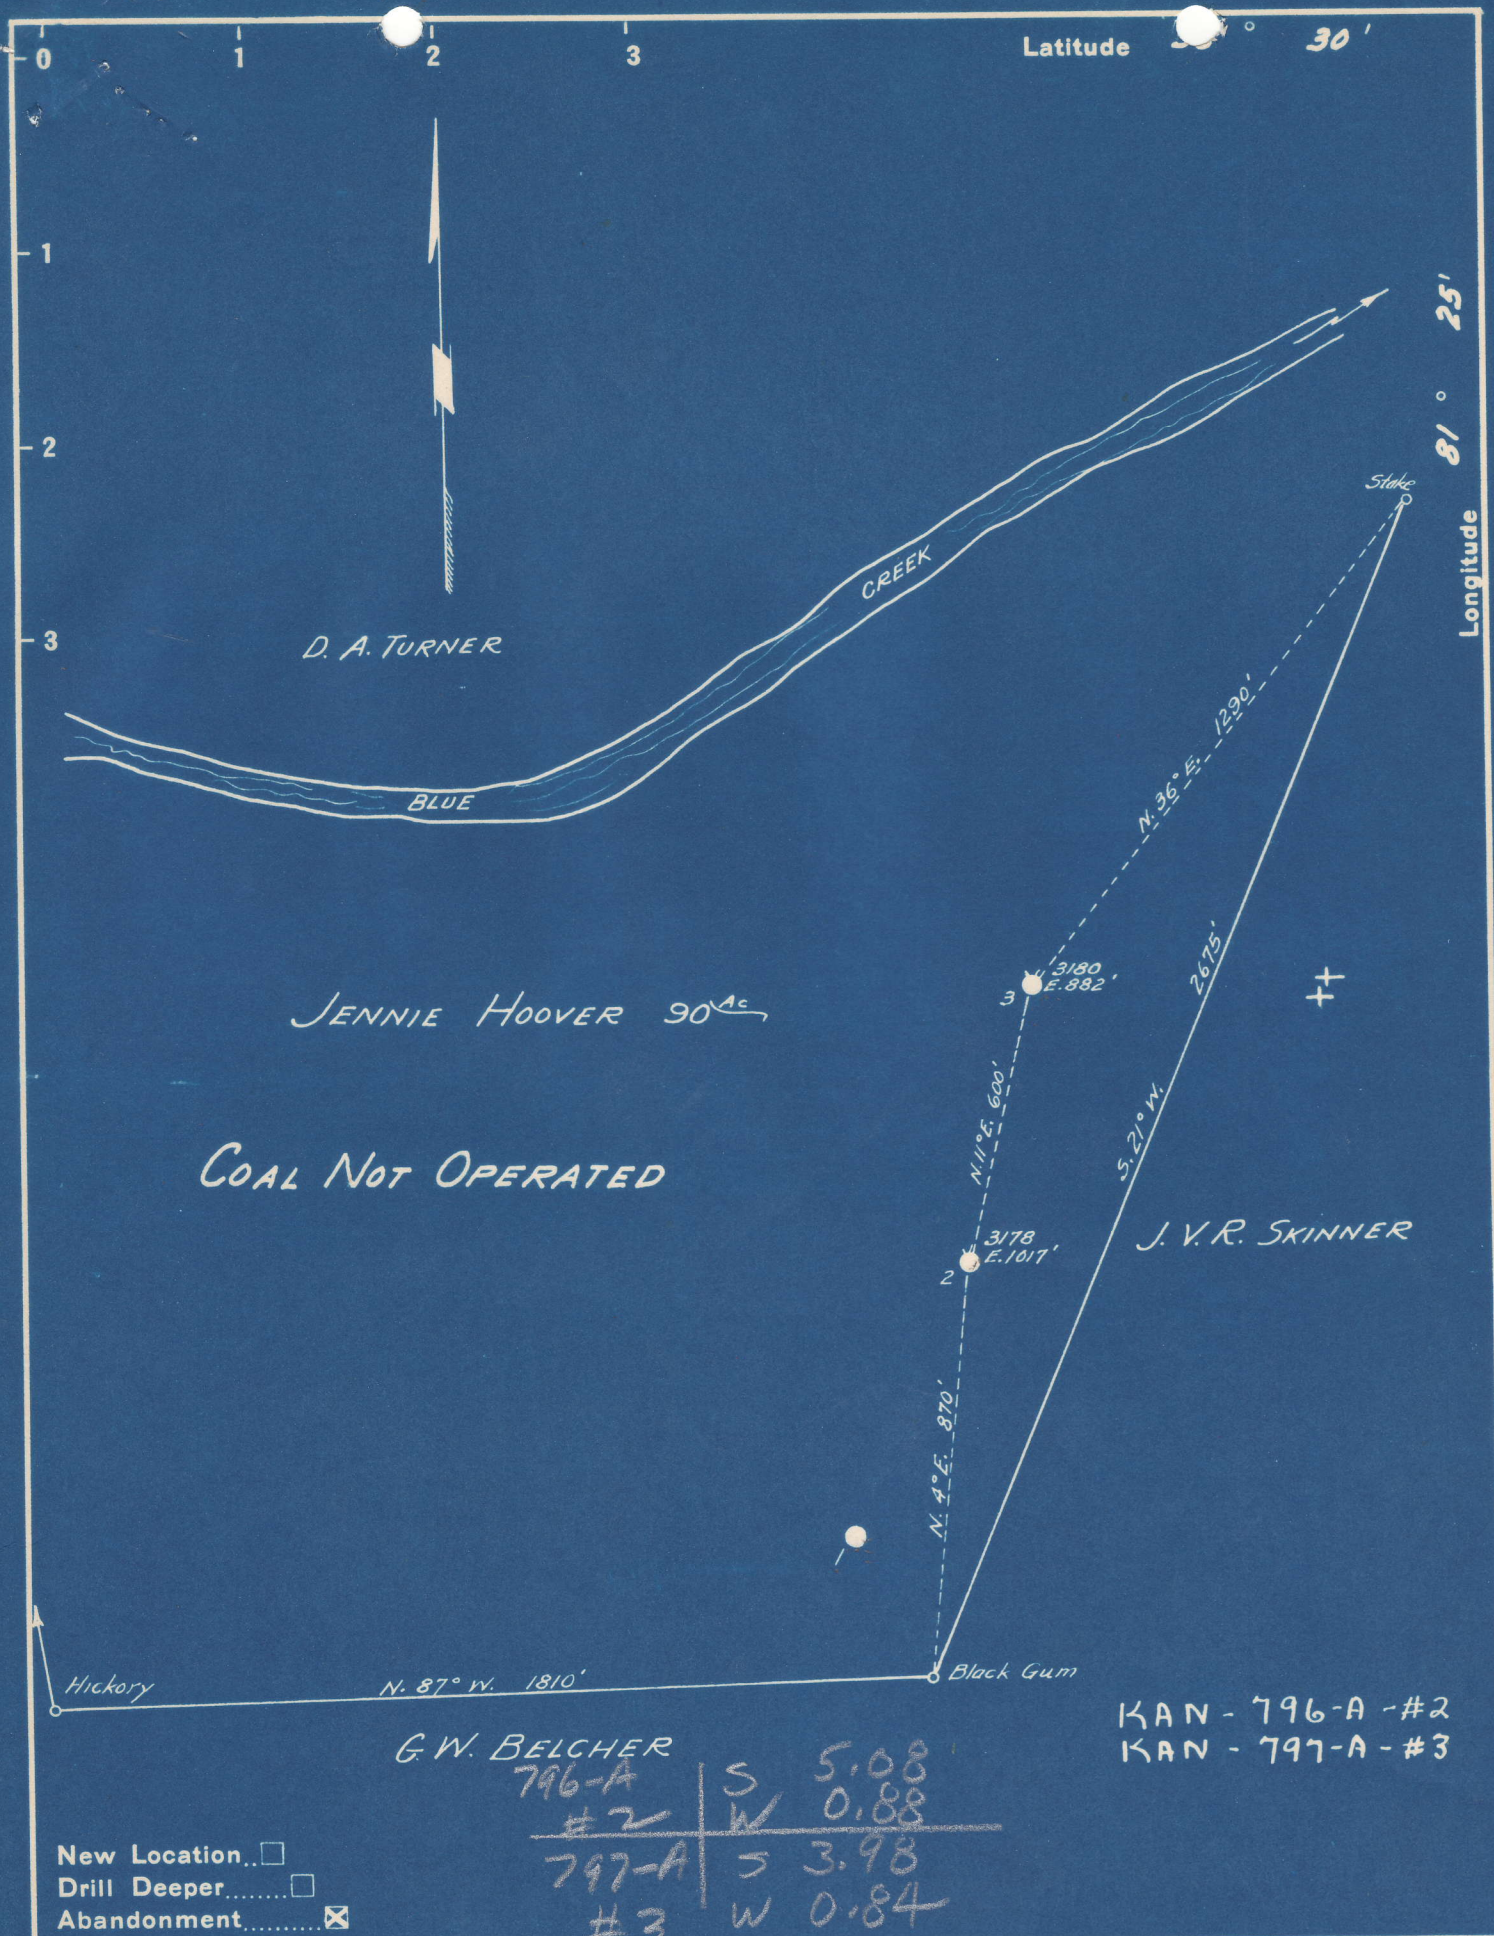 0 1 2 3
Latitude ° 30'
1
2
3
81° 25'
Longitude
Stake
CREEK
D. A. TURNER
BLUE
N. 36° E. 1290'
3180
E. 882'
3
2675'
S. 21° W.
JENNIE HOOVER 90 Ac
N. 11° E. 600'
COAL NOT OPERATED
3178
E. 1017'
2
J. V. R. SKINNER
N. 4° E. 870'
1
Hickory
N. 87° W. 1810'
Black Gum
G. W. BELCHER
KAN - 796-A - #2
KAN - 797-A - #3
796-A S 5.08
#2 W 0.88
797-A S 3.98
#3 W 0.84
New Location..
Drill Deeper.......
Abandonment..........